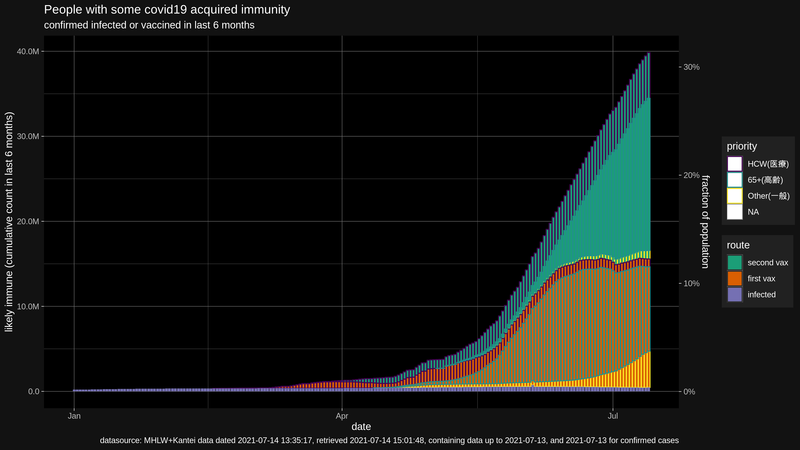 People with some covid19 acquired immunity
confirmed infected or vaccined in last 6 months
likely immune (cumulative count in last 6 months)
40.0M
30.0M
20.0M
10.0M
0.0
Jan
Apr
Jul
date
30%
20%
10%
0%
fraction of population
priority
HCW(医療)
65+(高齢)
Other(一般)
NA
route
second vax
first vax
infected
datasource: MHLW+Kantei data dated 2021-07-14 13:35:17, retrieved 2021-07-14 15:01:48, containing data up to 2021-07-13, and 2021-07-13 for confirmed cases